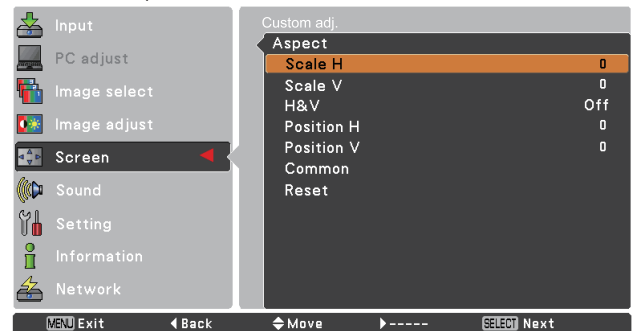 Input
PC adjust
Image select
Image adjust
Screen
Sound
Setting
Information
Network
Custom adj.
Aspect
Scale H 0
Scale V 0
H&V Off
Position H 0
Position V 0
Common
Reset
MENU Exit Back Move ----- SELECT Next